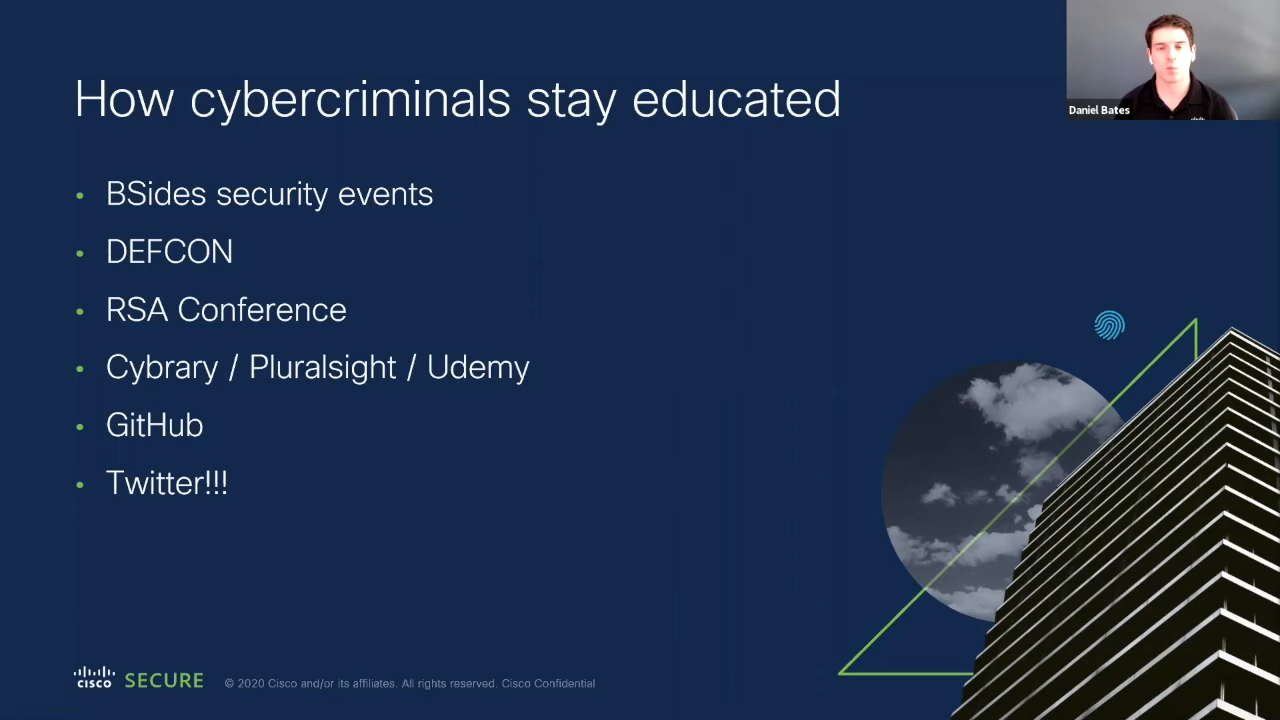 How cybercriminals stay educated
Daniel Bates
• BSides security events
• DEFCON
• RSA Conference
• Cybrary / Pluralsight / Udemy
• GitHub
• Twitter!!!
CISCO SECURE © 2020 Cisco and/or its affiliates. All rights reserved. Cisco Confidential